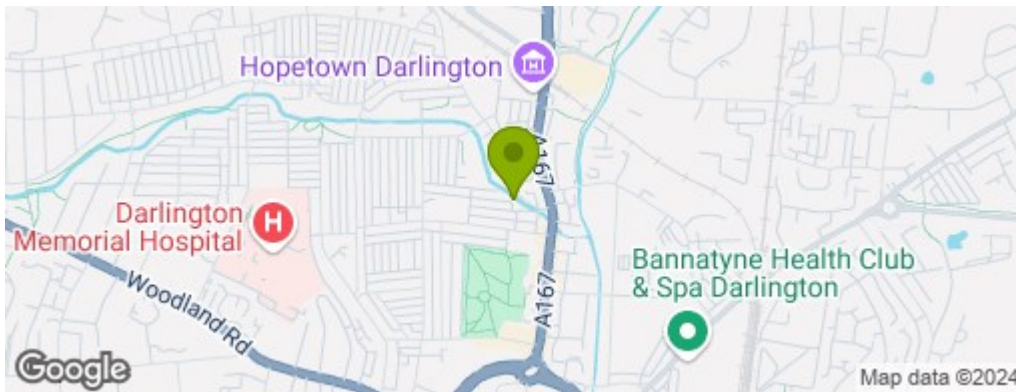 Hopetown Darlington
A167
Darlington
Memorial Hospital
Woodland Rd
Bannatyne Health Club
& Spa Darlington
A167
Google
Map data ©2024